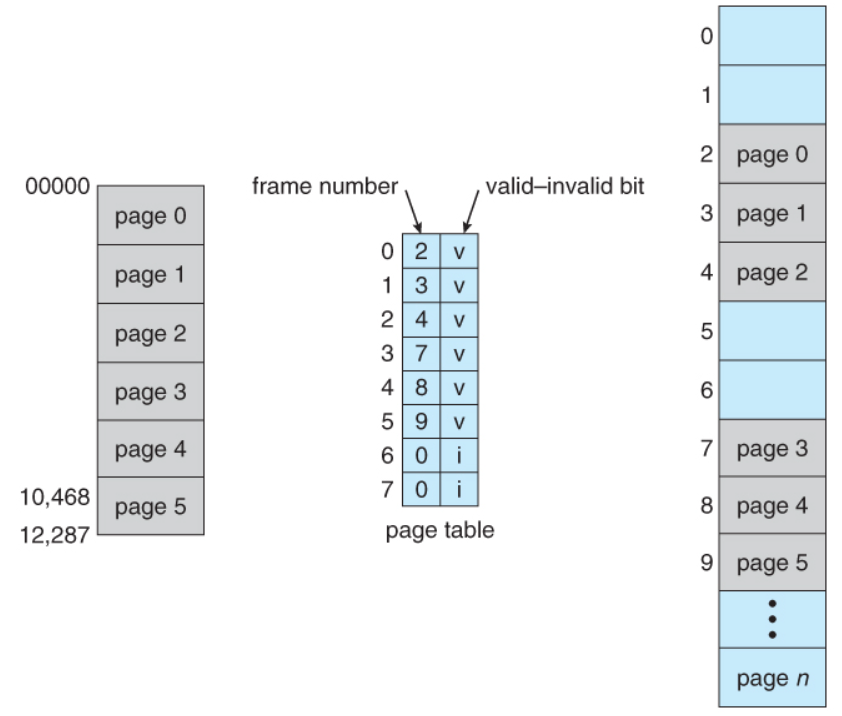 00000
page 0
page 1
page 2
page 3
page 4
10,468
page 5
12,287
frame number
valid–invalid bit
0 2 v
1 3 v
2 4 v
3 7 v
4 8 v
5 9 v
6 0 i
7 0 i
page table
0
1
2 page 0
3 page 1
4 page 2
5
6
7 page 3
8 page 4
9 page 5
page n